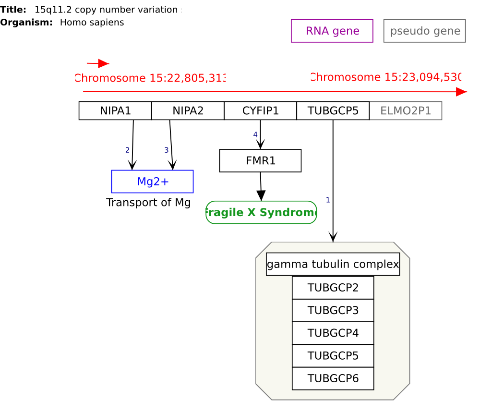 Title: 15q11.2 copy number variation
Organism: Homo sapiens
RNA gene
pseudo gene
Chromosome 15:22,805,313
Chromosome 15:23,094,530
NIPA1
NIPA2
CYFIP1
TUBGCP5
ELMO2P1
2
3
4
FMR1
Mg2+
Transport of Mg
1
Fragile X Syndrome
gamma tubulin complex
TUBGCP2
TUBGCP3
TUBGCP4
TUBGCP5
TUBGCP6